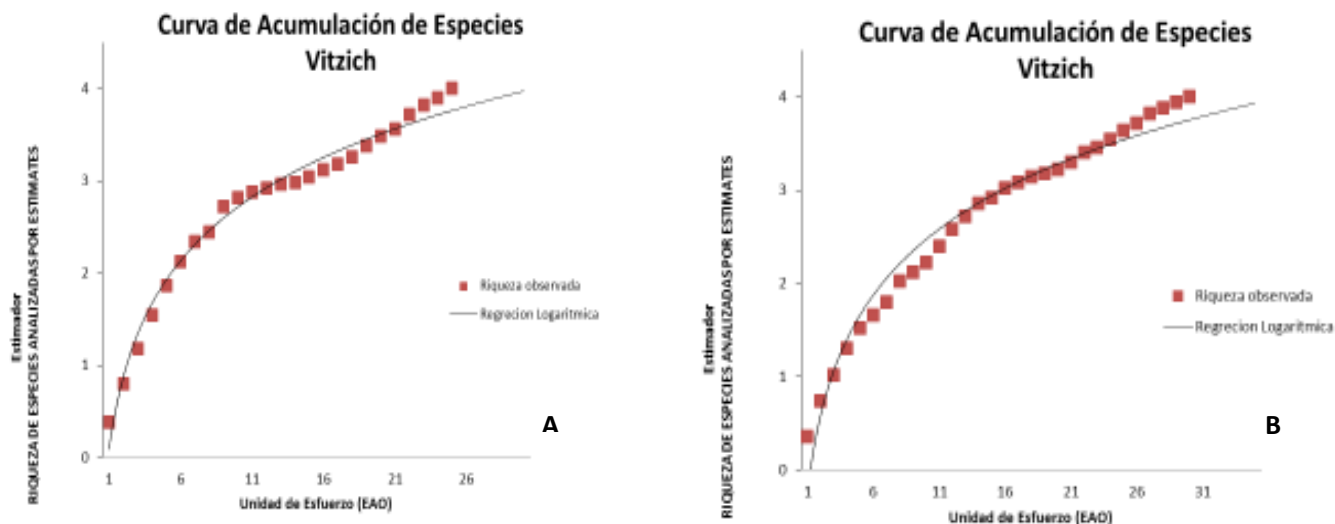 Curva de Acumulación de Especies
Vitzich
Estimador
RIQUEZA DE ESPECIES ANALIZADAS POR ESTIMATES
4
3
2
1
0
Riqueza observada
Regrecion Logarítmica
A
1 6 11 16 21 26
Unidad de Esfuerzo (EAO)
Curva de Acumulación de Especies
Vitzich
Estimador
RIQUEZA DE ESPECIES ANALIZADAS POR ESTIMATES
4
3
2
1
0
Riqueza observada
Regrecion Logarítmica
B
1 6 11 16 21 26 31
Unidad de Esfuerzo (EAO)